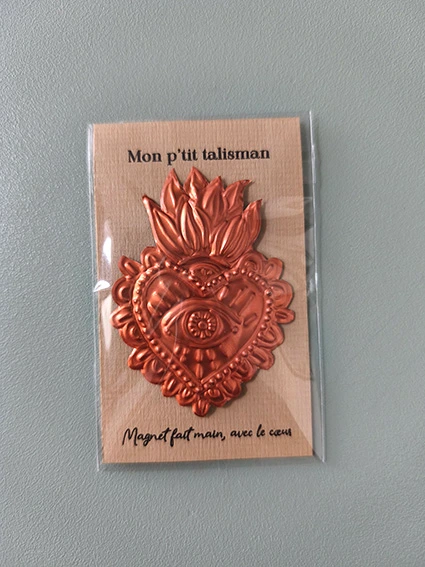 Mon p'tit talisman
Magnet fait main, avec le cœur